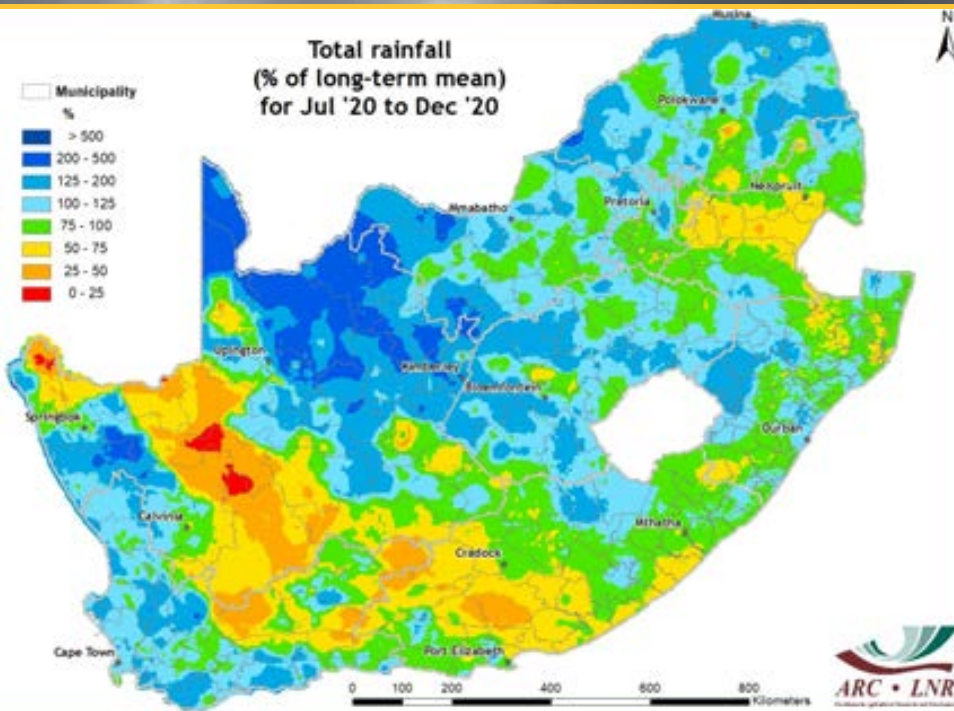 Total rainfall
(% of long-term mean)
for Jul '20 to Dec '20
N
Municipality
%
> 500
200 - 500
125 - 200
100 - 125
75 - 100
50 - 75
25 - 50
0 - 25
Musina
Polokwane
Nelspruit
Pretoria
Mmabatho
Upington
Kimberley
Bloemfontein
Springbok
Durban
Calvinia
Mthatha
Cradock
Cape Town
Port Elizabeth
0 100 200 400 600 800
Kilometers
ARC • LNR